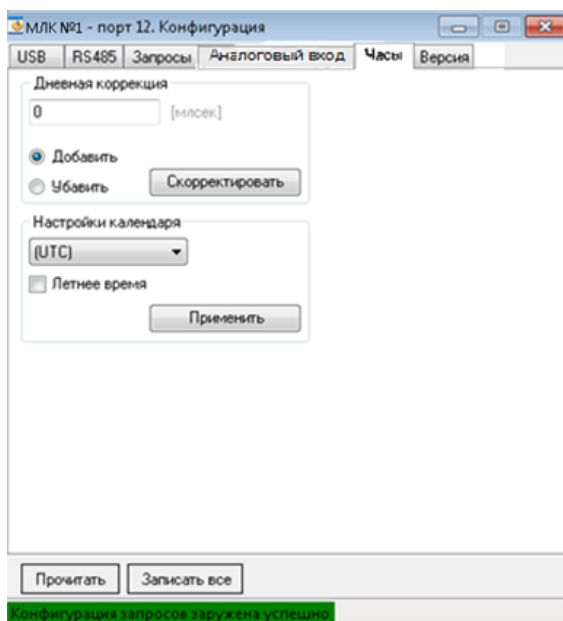 МЛК №1 - порт 12. Конфигурация
USB RS485 Запросы Аналоговый вход Часы Версия
Дневная коррекция
0 [млсек]
Добавить
Убавить Скорректировать
Настройки календаря
(UTC)
Летнее время
Применить
Прочитать Записать все
Конфигурация запросов заружена успешно